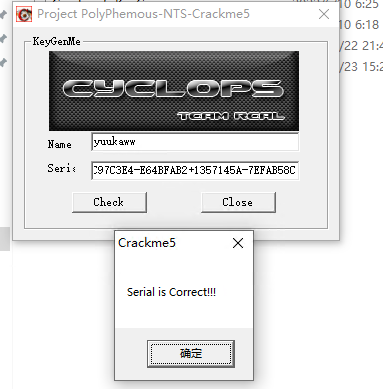 10 6:25
Project PolyPhemous-NTS-Crackme5
10 6:18
KeyGenMe
/22 21:4
/23 15:2
CYCLOPS
TEAM REAL
Name
yuukaww
Seri
C97C3E4-E64BFAB2+1357145A-7EFAB58C
Check
Close
Crackme5
Serial is Correct!!!
确定